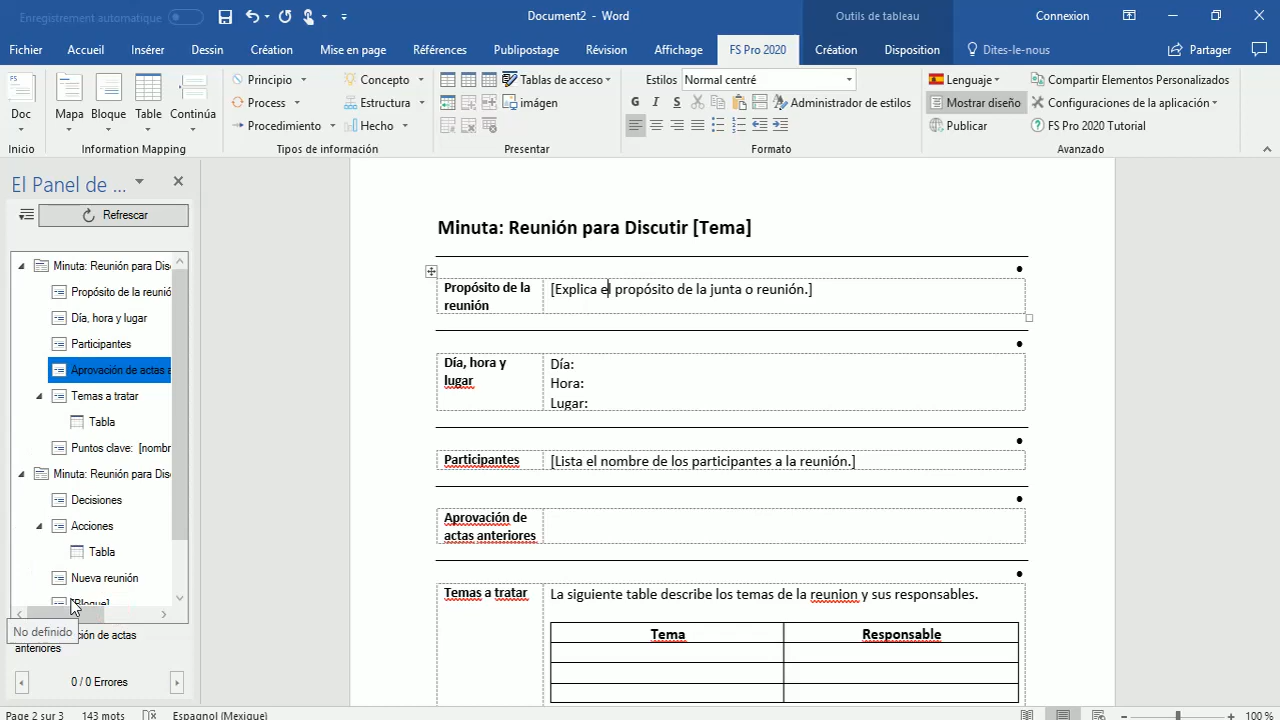 Enregistrement automatique
Document2 - Word
Outils de tableau
Connexion
Fichier Accueil Insérer Dessin Création Mise en page Références Publipostage Révision Affichage FS Pro 2020 Création Disposition Dites-le-nous Partager
FS
Doc
Mapa
Bloque
Table
Continúa
Principio
Process
Procedimiento
Concepto
Estructura
Hecho
Tablas de acceso
imágen
Estilos Normal centré
G I S
Administrador de estilos
Lenguaje
Mostrar diseño
Publicar
Compartir Elementos Personalizados
Configuraciones de la aplicación
FS Pro 2020 Tutorial
Inicio
Information Mapping
Tipos de información
Presentar
Formato
Avanzado
El Panel de ...
Refrescar
Minuta: Reunión para Disc
Propósito de la reunió
Día, hora y lugar
Participantes
Aprovación de actas a
Temas a tratar
Tabla
Puntos clave: [nombr
Minuta: Reunión para Disc
Decisiones
Acciones
Tabla
Nueva reunión
[Bloque]
No definido
ción de actas
anteriores
0 / 0 Errores
Minuta: Reunión para Discutir [Tema]
Propósito de la
reunión
[Explica el propósito de la junta o reunión.]
Día, hora y
lugar
Día:
Hora:
Lugar:
Participantes
[Lista el nombre de los participantes a la reunión.]
Aprovación de
actas anteriores
Temas a tratar
La siguiente table describe los temas de la reunion y sus responsables.
Tema Responsable
Page 2 sur 3 143 mots Espagnol (Mexique) 100 %